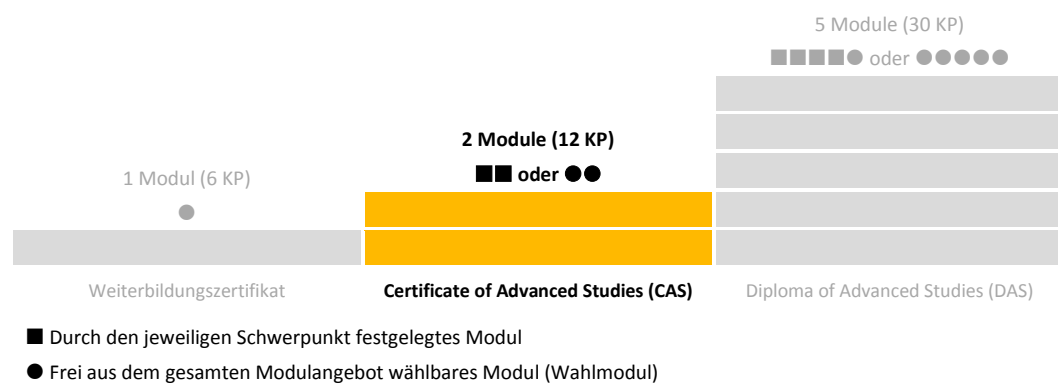 5 Module (30 KP)
■■■■● oder ●●●●●
2 Module (12 KP)
■■ oder ●●
1 Modul (6 KP)
●
Weiterbildungszertifikat
Certificate of Advanced Studies (CAS)
Diploma of Advanced Studies (DAS)
■ Durch den jeweiligen Schwerpunkt festgelegtes Modul
● Frei aus dem gesamten Modulangebot wählbares Modul (Wahlmodul)